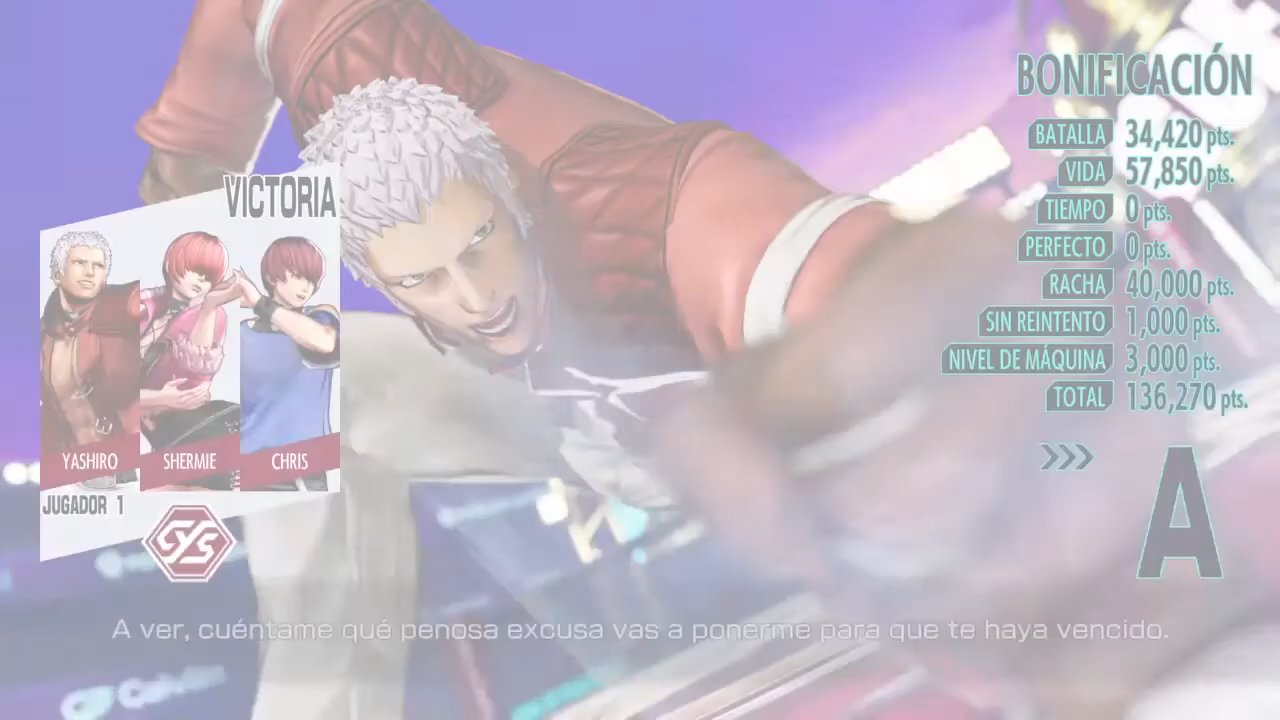 BONIFICACIÓN
BATALLA 34,420 pts.
VIDA 57,850 pts.
TIEMPO 0 pts.
PERFECTO 0 pts.
RACHA 40,000 pts.
SIN REINTENTO 1,000 pts.
NIVEL DE MÁQUINA 3,000 pts.
TOTAL 136,270 pts.
A
VICTORIA
YASHIRO SHERMIE CHRIS
JUGADOR 1
CYS
A ver, cuéntame qué penosa excusa vas a ponerme para que te haya vencido.